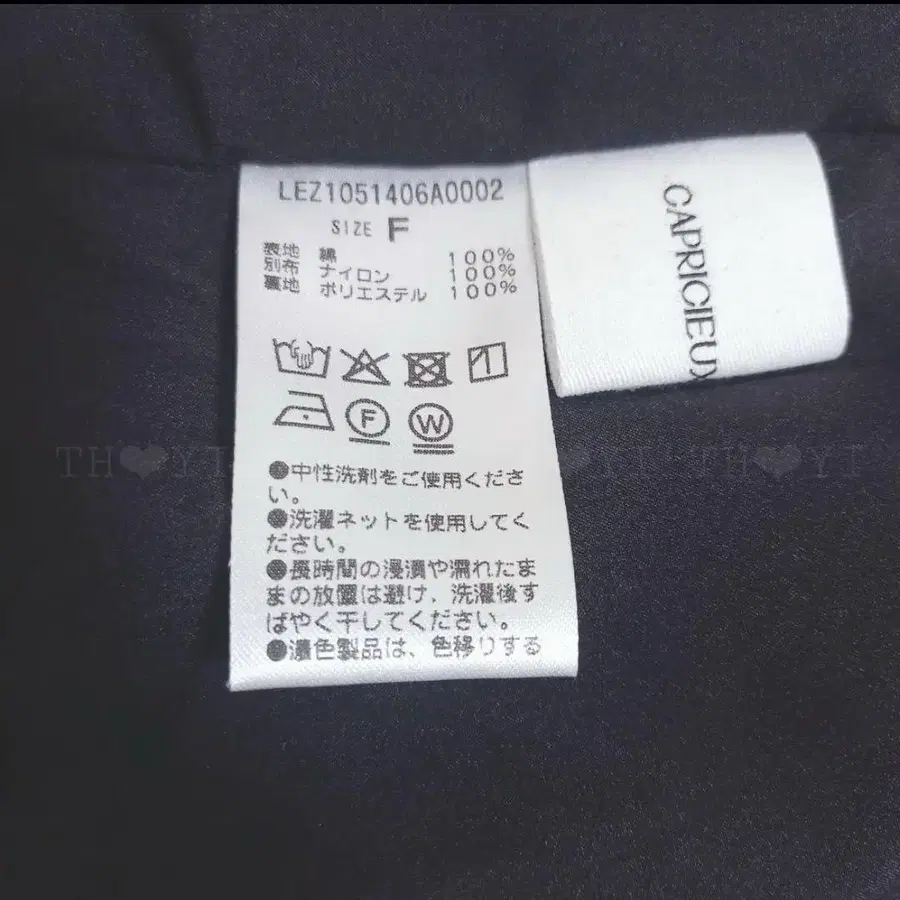 LEZ1051406A0002
SIZE F
表地 綿 100%
別布 ナイロン 100%
裏地 ポリエステル 100%
1
F W
●中性洗剤をご使用くださ
い。
●洗濯ネットを使用してく
ださい。
●長時間の浸漬や濡れたま
まの放置は避け、洗濯後す
ばやく干してください。
●濃色製品は、色移りする
CAPRICIEUX